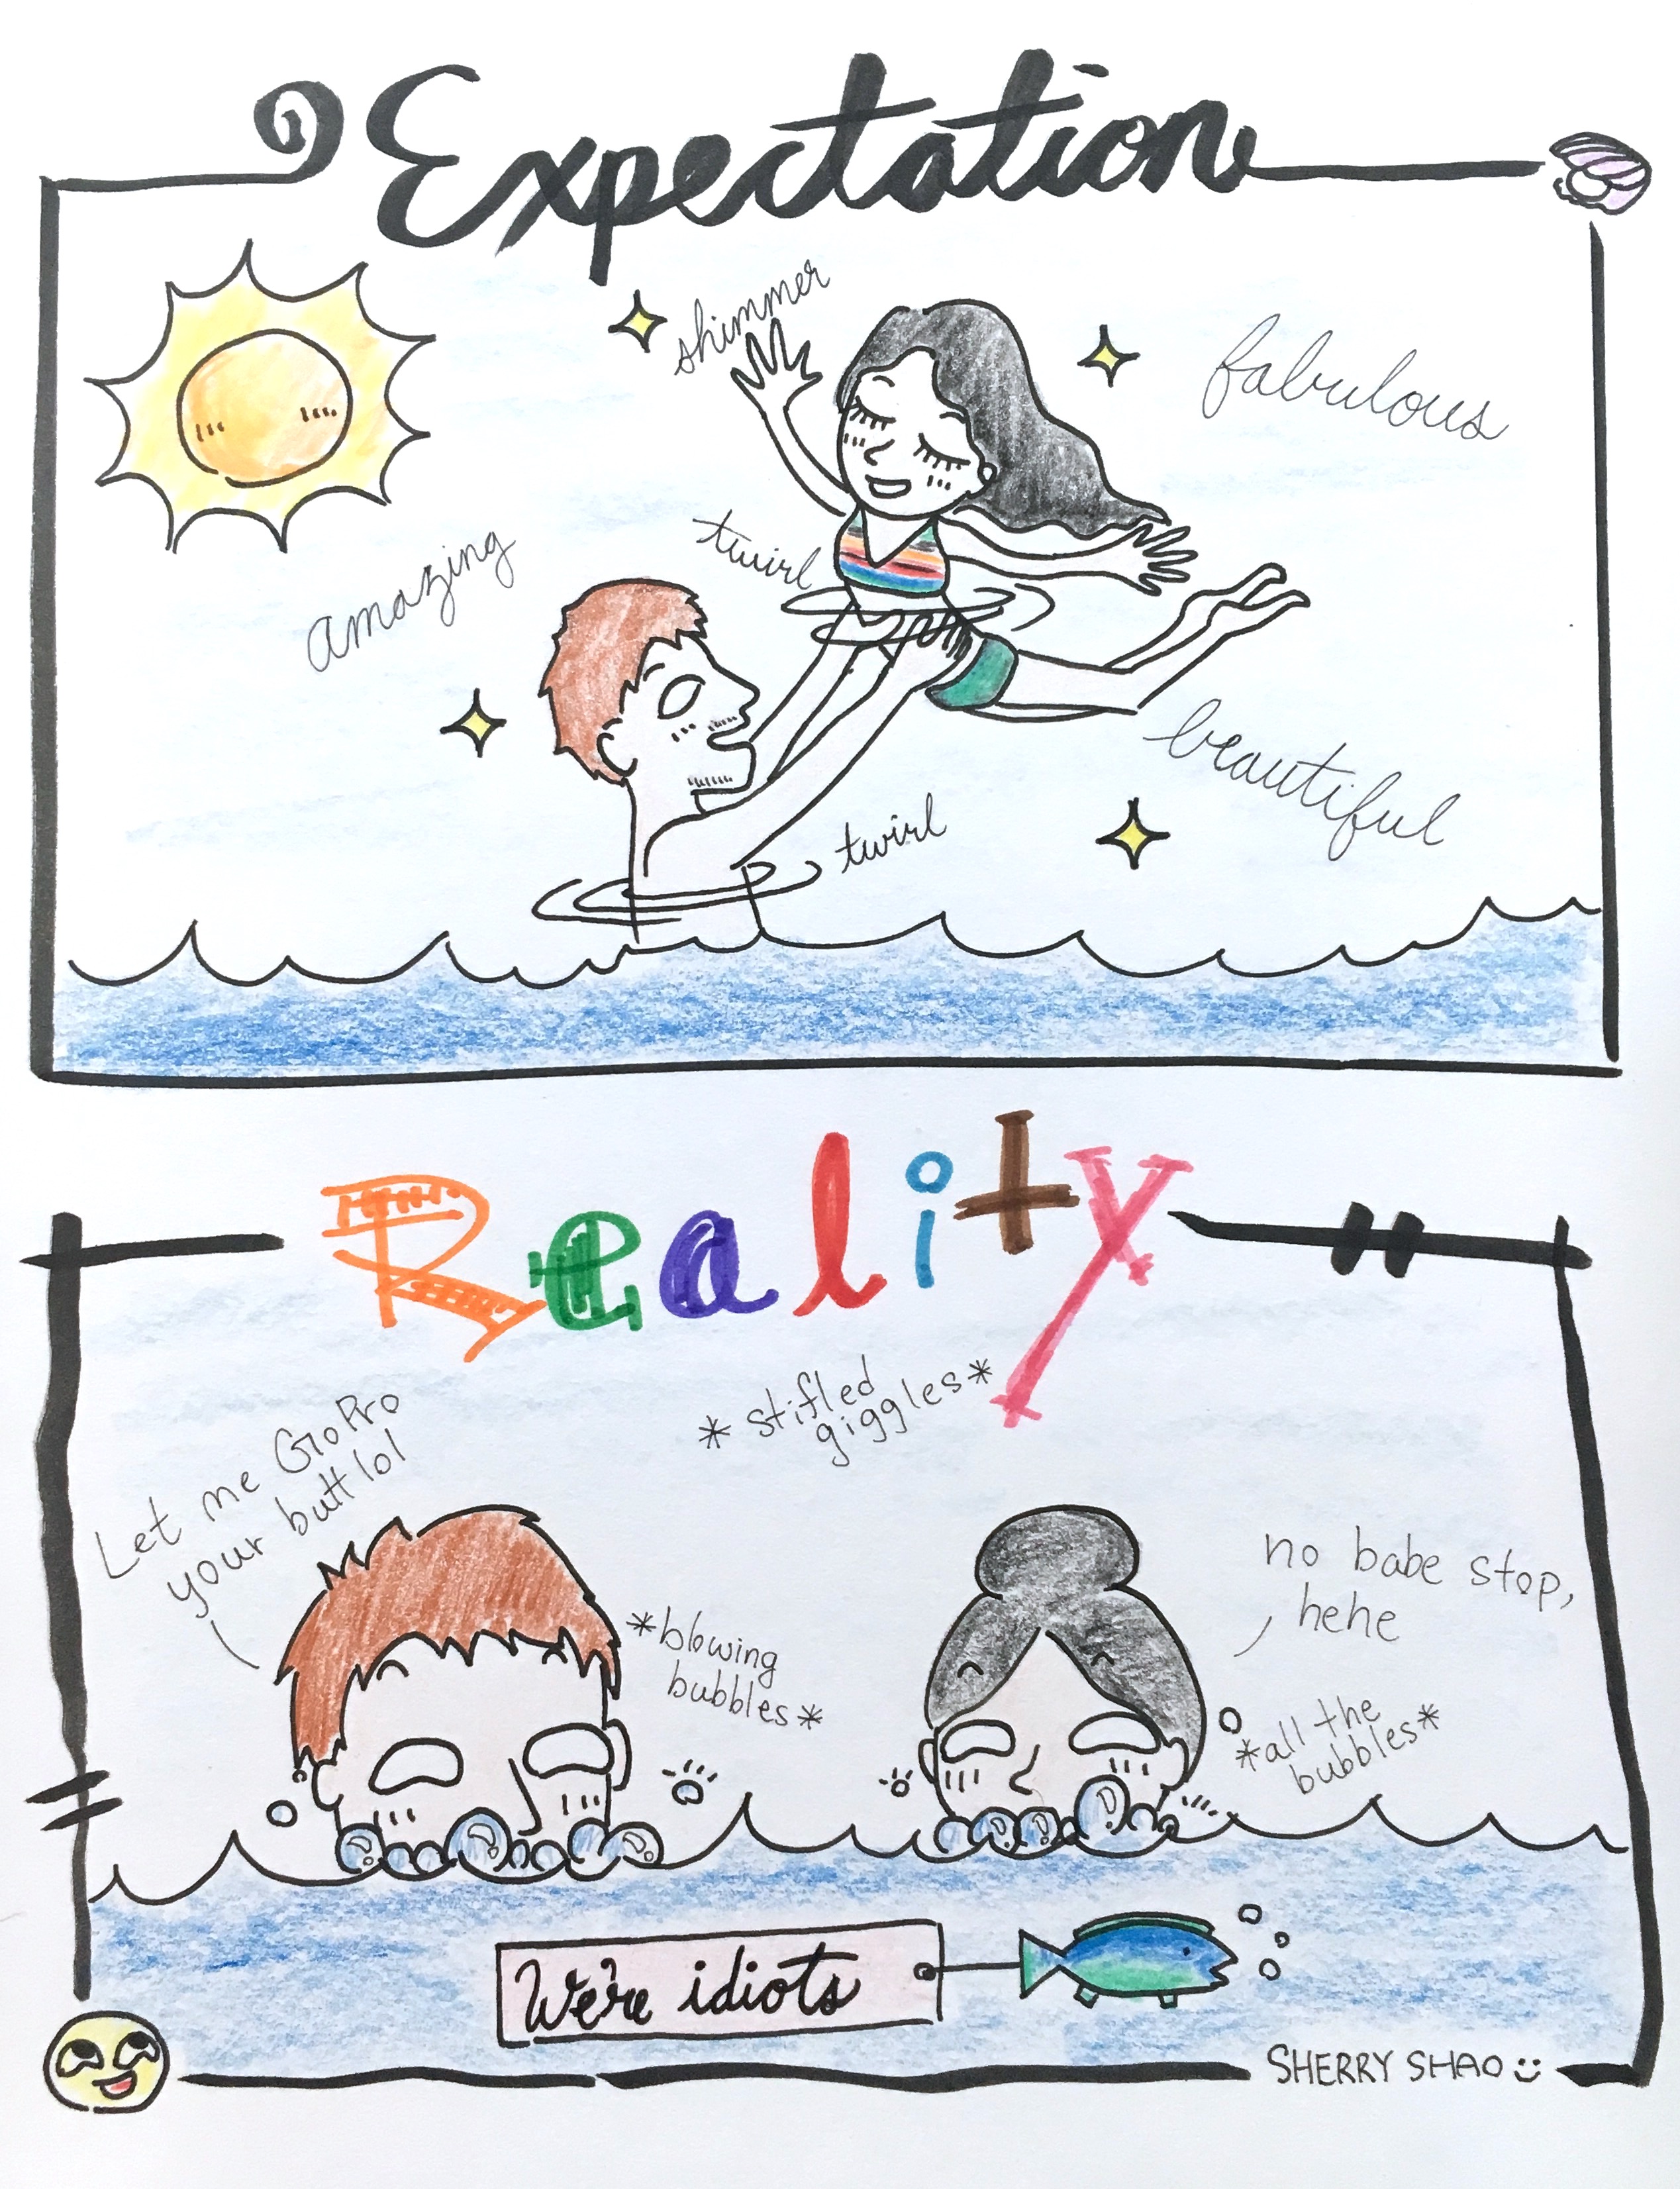 Expectation
shimmer
fabulous
amazing
twirl
beautiful
twirl
Reality
Let me GoPro
your butt lol
* stifled
giggles *
*blowing
bubbles*
no babe stop,
hehe
*all the
bubbles*
We're idiots
SHERRY SHAO